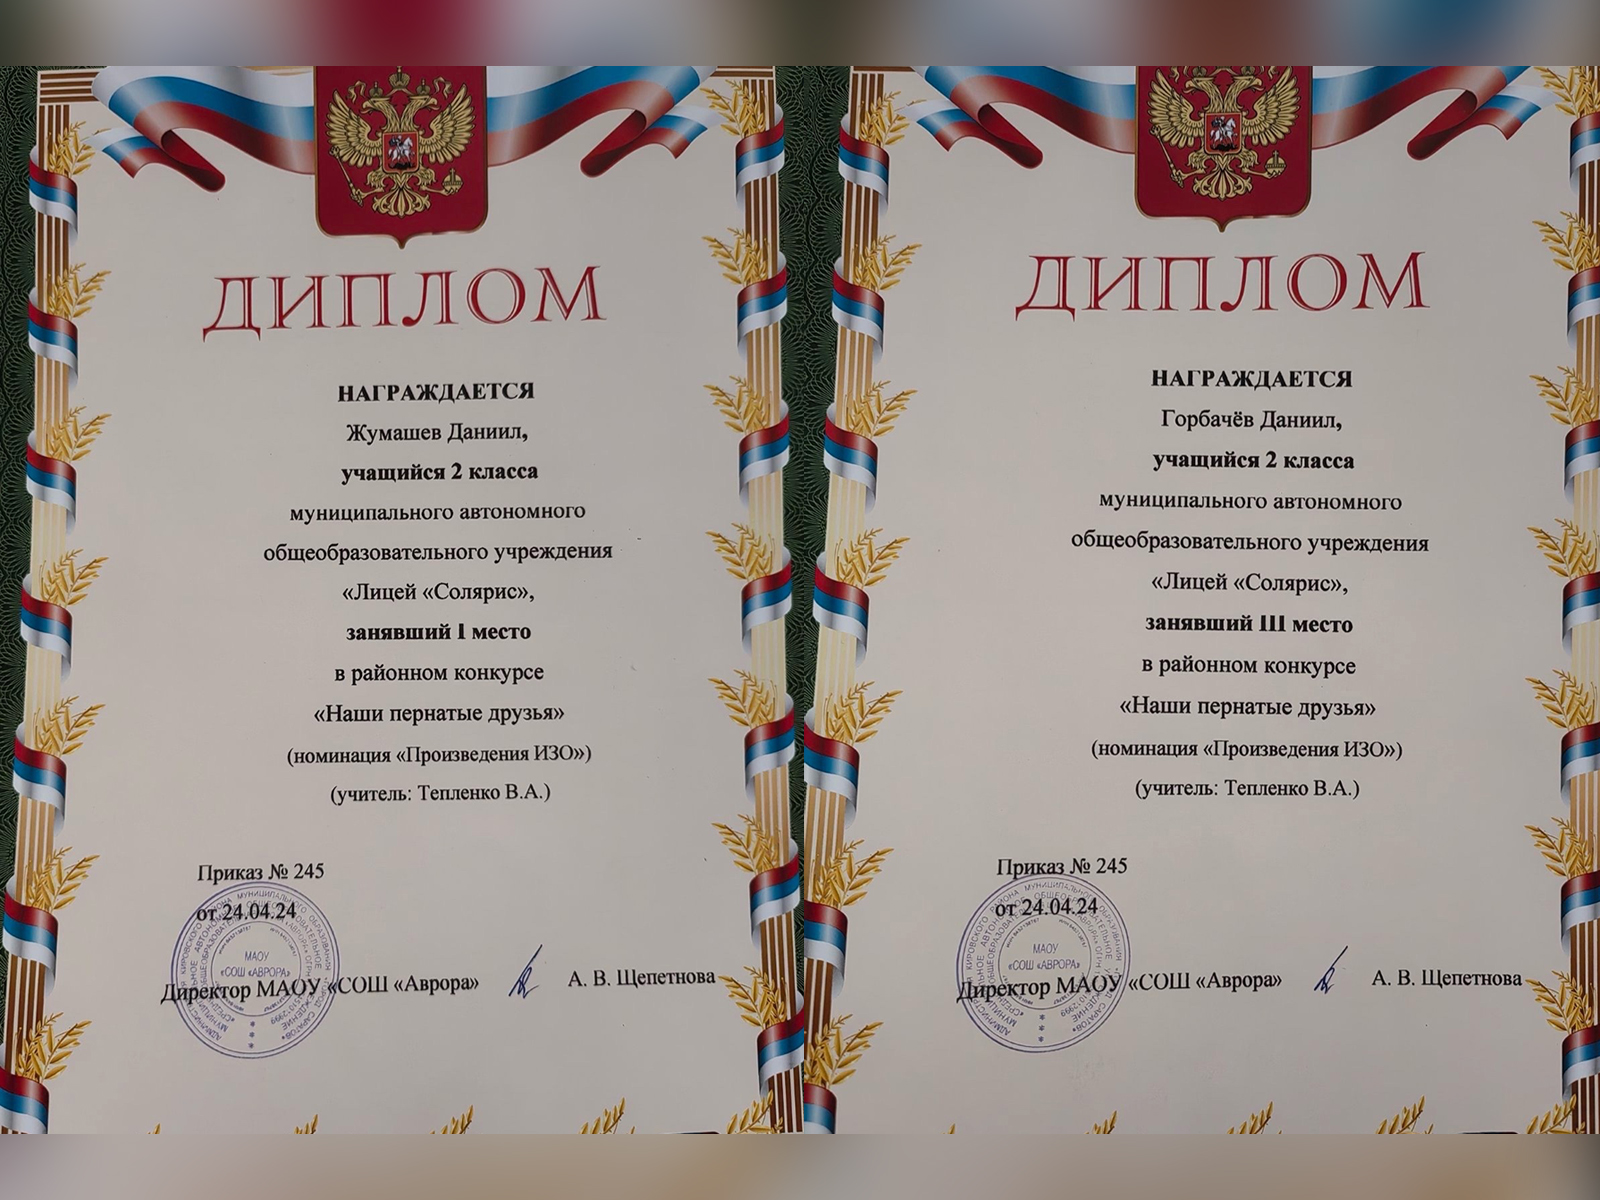 ДИПЛОМ
НАГРАЖДАЕТСЯ
Жумашев Даниил,
учащийся 2 класса
муниципального автономного
общеобразовательного учреждения
«Лицей «Солярис»,
занявший I место
в районном конкурсе
«Наши пернатые друзья»
(номинация «Произведения ИЗО»)
(учитель: Тепленко В.А.)
Приказ № 245
от 24.04.24
МАОУ
«СОШ «АВРОРА»
Директор МАОУ «СОШ «Аврора»
А. В. Щепетнова
ДИПЛОМ
НАГРАЖДАЕТСЯ
Горбачёв Даниил,
учащийся 2 класса
муниципального автономного
общеобразовательного учреждения
«Лицей «Солярис»,
занявший III место
в районном конкурсе
«Наши пернатые друзья»
(номинация «Произведения ИЗО»)
(учитель: Тепленко В.А.)
Приказ № 245
от 24.04.24
МАОУ
«СОШ «АВРОРА»
Директор МАОУ «СОШ «Аврора»
А. В. Щепетнова